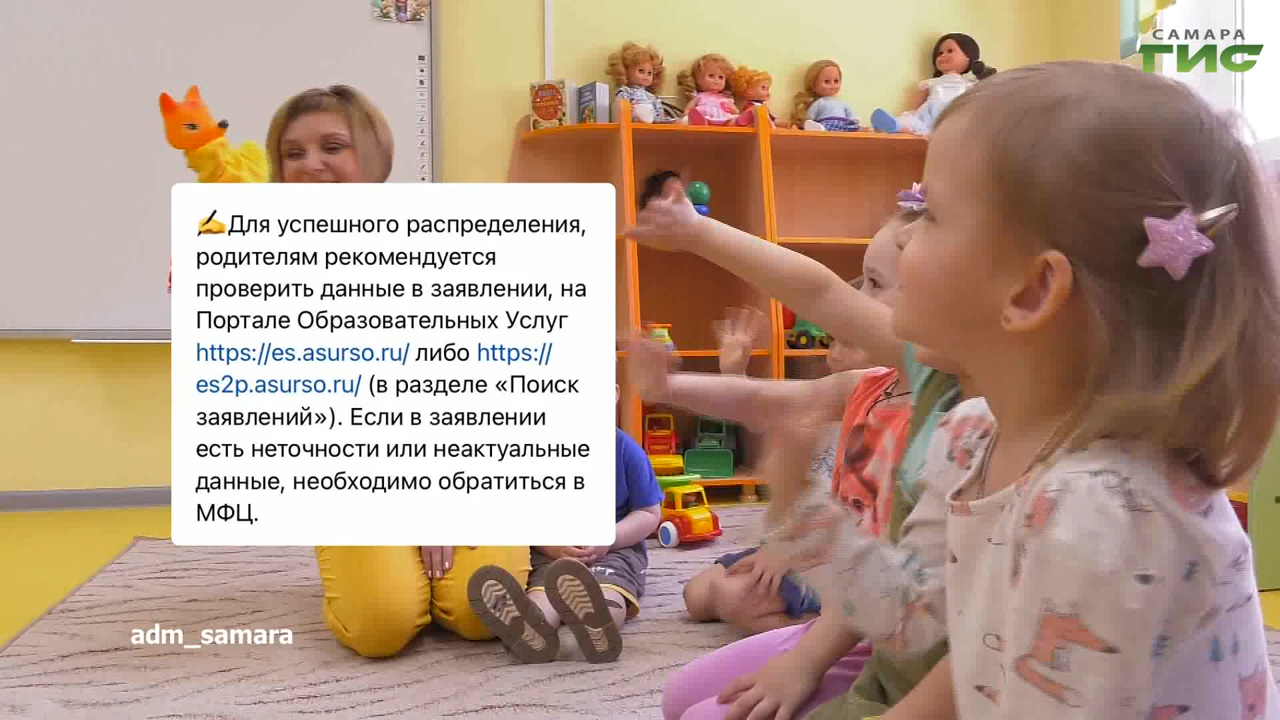 САМАРА
ГИС
✍️Для успешного распределения,
родителям рекомендуется
проверить данные в заявлении, на
Портале Образовательных Услуг
https://es.asurso.ru/ либо https://
es2p.asurso.ru/ (в разделе «Поиск
заявлений»). Если в заявлении
есть неточности или неактуальные
данные, необходимо обратиться в
МФЦ.
adm_samara